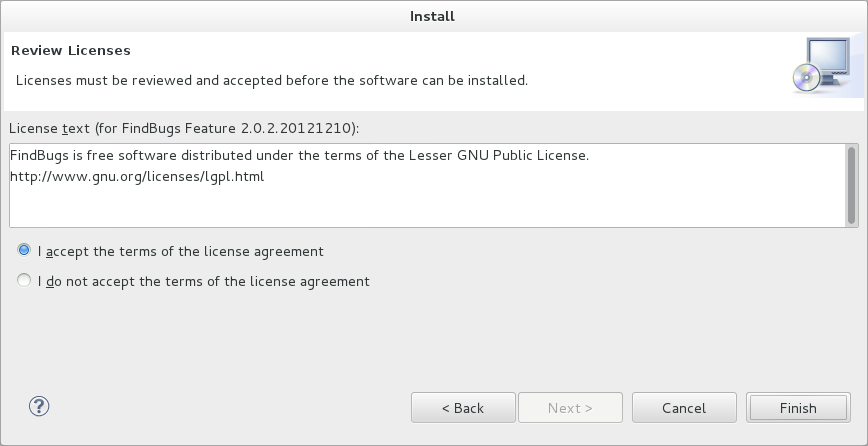 Install
Review Licenses
Licenses must be reviewed and accepted before the software can be installed.
License text (for FindBugs Feature 2.0.2.20121210):
FindBugs is free software distributed under the terms of the Lesser GNU Public License.
http://www.gnu.org/licenses/lgpl.html
I accept the terms of the license agreement
I do not accept the terms of the license agreement
?
< Back
Next >
Cancel
Finish